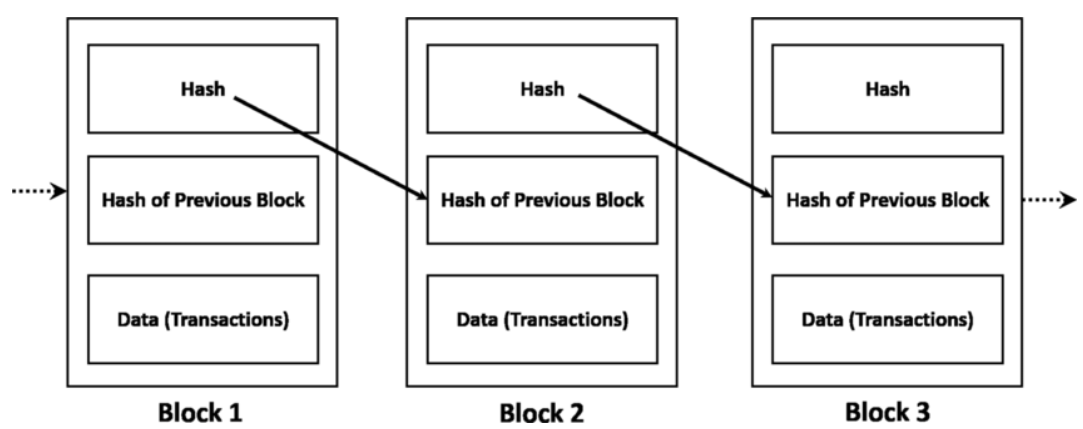 Hash
Hash of Previous Block
Data (Transactions)
Block 1
Hash
Hash of Previous Block
Data (Transactions)
Block 2
Hash
Hash of Previous Block
Data (Transactions)
Block 3